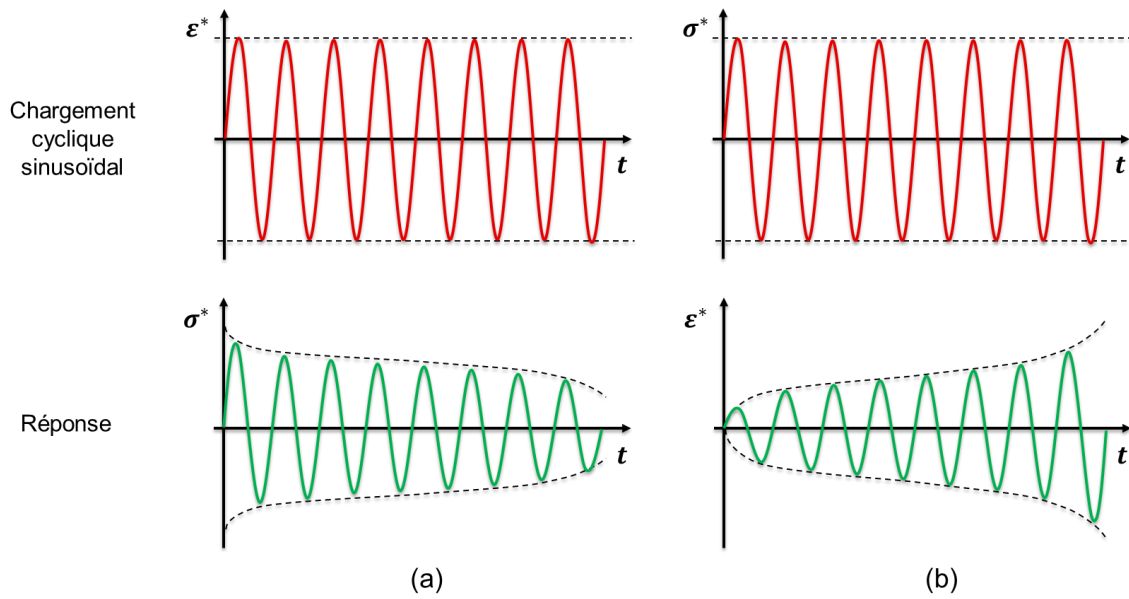 ε*
σ*
Chargement
cyclique
sinusoïdal
t
t
σ*
ε*
Réponse
t
t
(a)
(b)